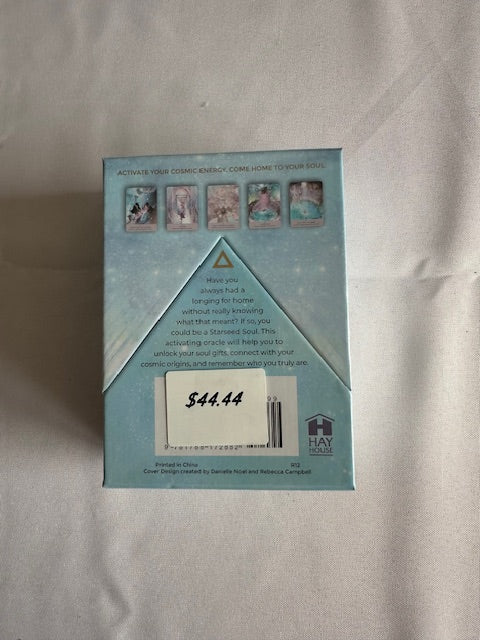 ACTIVATE YOUR COSMIC ENERGY. COME HOME TO YOUR SOUL.
Have you
always had a
longing for home
without really knowing
what that meant? If so, you
could be a Starseed Soul. This
activating oracle will help you to
unlock your soul gifts, connect with your
cosmic origins, and remember who you truly are.
$44.44
99
HAY
HOUSE
Printed in China
R12
Cover Design created by Danielle Noel and Rebecca Campbell